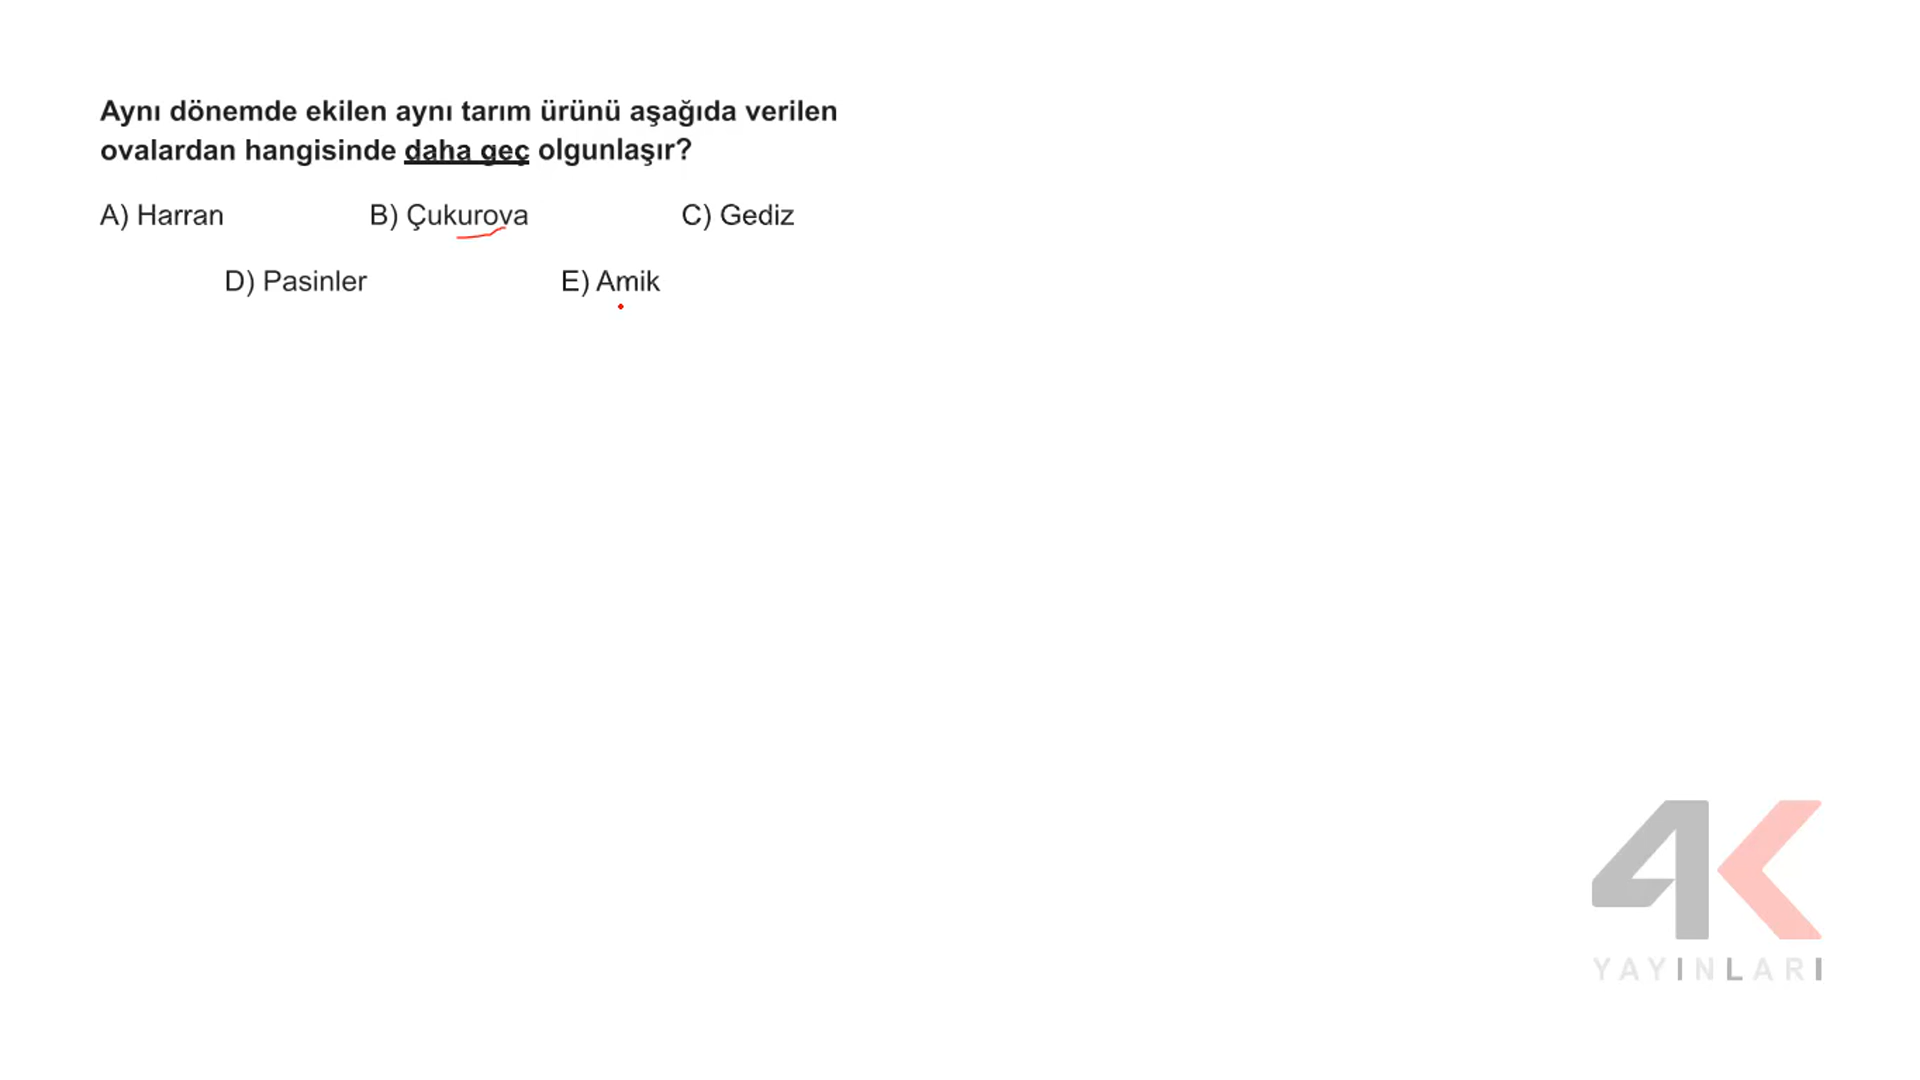 Aynı dönemde ekilen aynı tarım ürünü aşağıda verilen
ovalardan hangisinde daha geç olgunlaşır?
A) Harran B) Çukurova C) Gediz
D) Pasinler E) Amik
4K
YAYINLARI